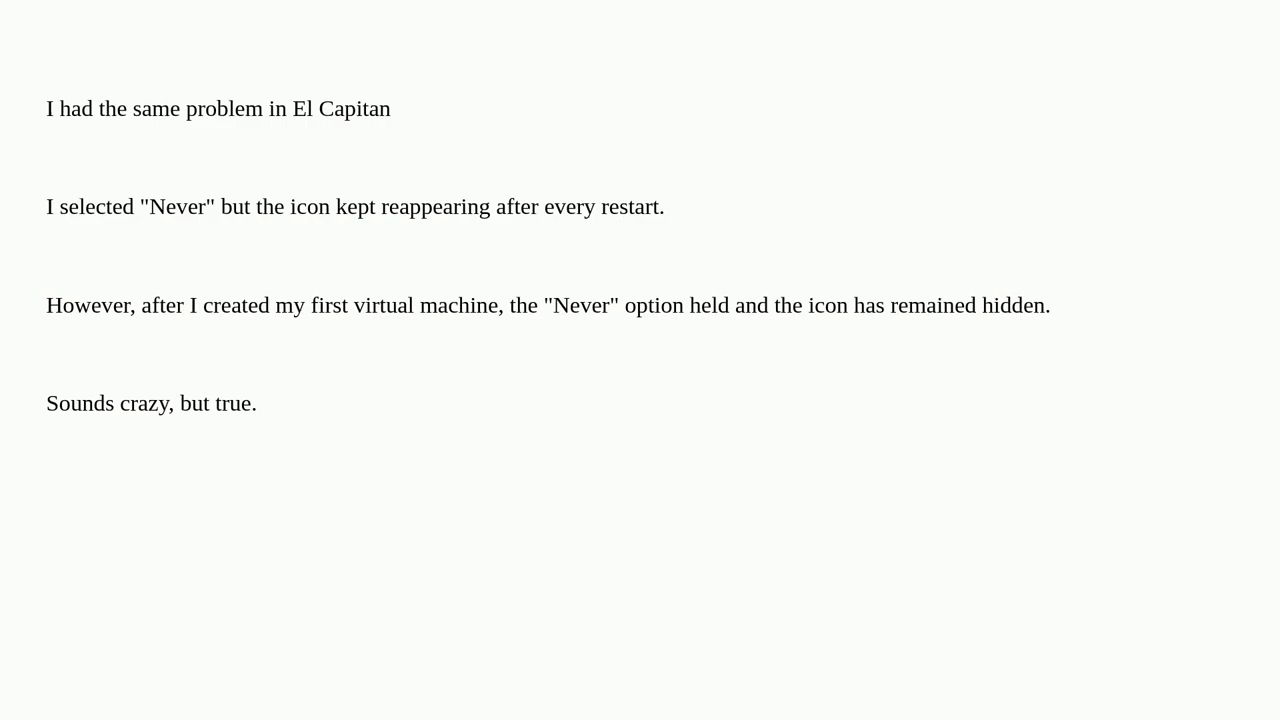 I had the same problem in El Capitan
I selected "Never" but the icon kept reappearing after every restart.
However, after I created my first virtual machine, the "Never" option held and the icon has remained hidden.
Sounds crazy, but true.